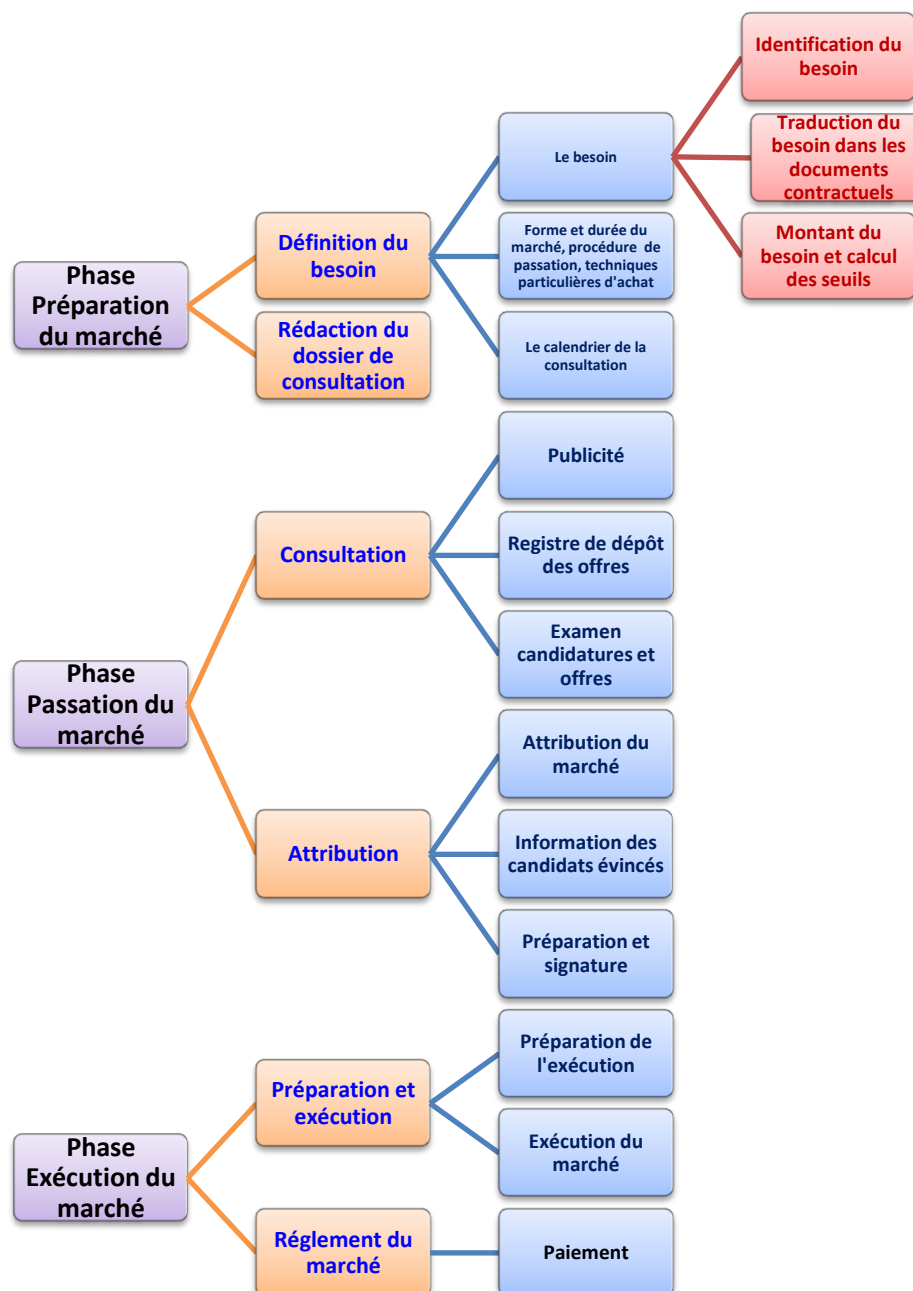 Phase
Préparation
du marché
Définition du
besoin
Le besoin
Identification du
besoin
Traduction du
besoin dans les
documents
contractuels
Montant du
besoin et calcul
des seuils
Forme et durée du
marché, procédure de
passation, techniques
particulières d'achat
Le calendrier de la
consultation
Rédaction du
dossier de
consultation
Phase
Passation du
marché
Consultation
Publicité
Registre de dépôt
des offres
Examen
candidatures et
offres
Attribution
Attribution du
marché
Information des
candidats évincés
Préparation et
signature
Phase
Exécution du
marché
Préparation et
exécution
Préparation de
l'exécution
Exécution du
marché
Réglement du
marché
Paiement